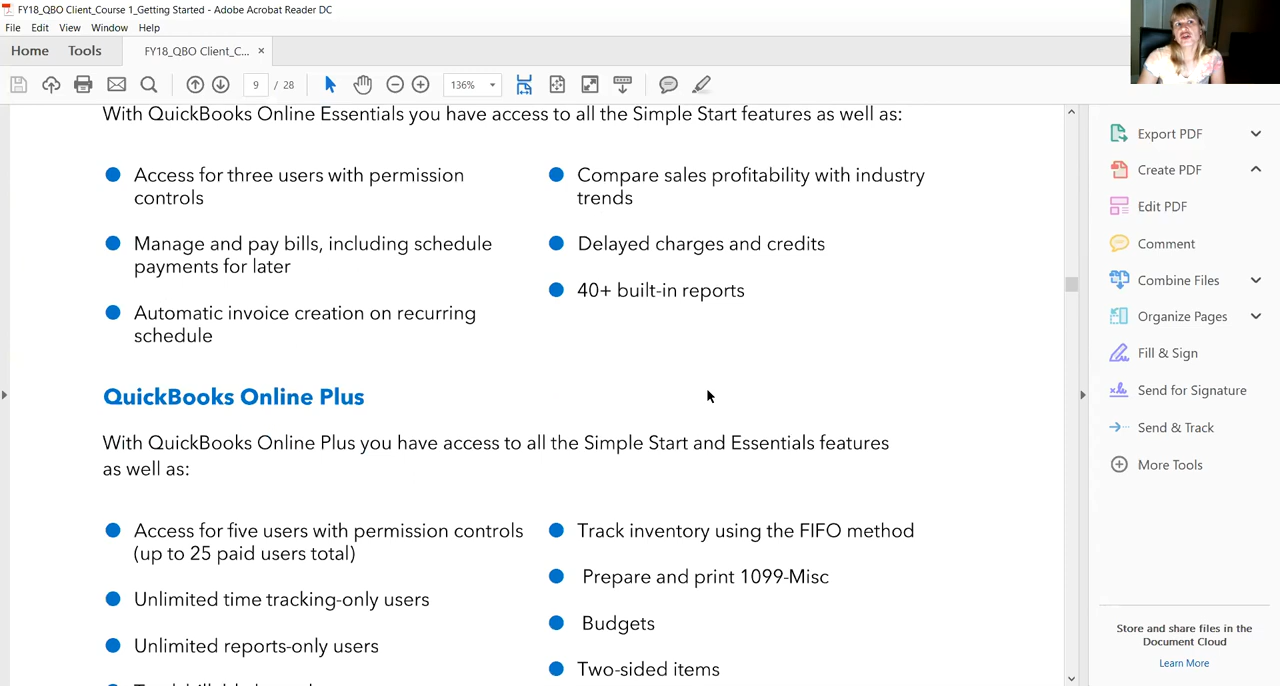 FY18_QBO Client_Course 1_Getting Started - Adobe Acrobat Reader DC
File Edit View Window Help
Home Tools FY18_QBO Client_C... ×
9 / 28 136%
With QuickBooks Online Essentials you have access to all the Simple Start features as well as:
Access for three users with permission
controls
Manage and pay bills, including schedule
payments for later
Automatic invoice creation on recurring
schedule
Compare sales profitability with industry
trends
Delayed charges and credits
40+ built-in reports
QuickBooks Online Plus
With QuickBooks Online Plus you have access to all the Simple Start and Essentials features
as well as:
Access for five users with permission controls
(up to 25 paid users total)
Unlimited time tracking-only users
Unlimited reports-only users
Track inventory using the FIFO method
Prepare and print 1099-Misc
Budgets
Two-sided items
Export PDF
Create PDF
Edit PDF
Comment
Combine Files
Organize Pages
Fill & Sign
Send for Signature
Send & Track
More Tools
Store and share files in the
Document Cloud
Learn More